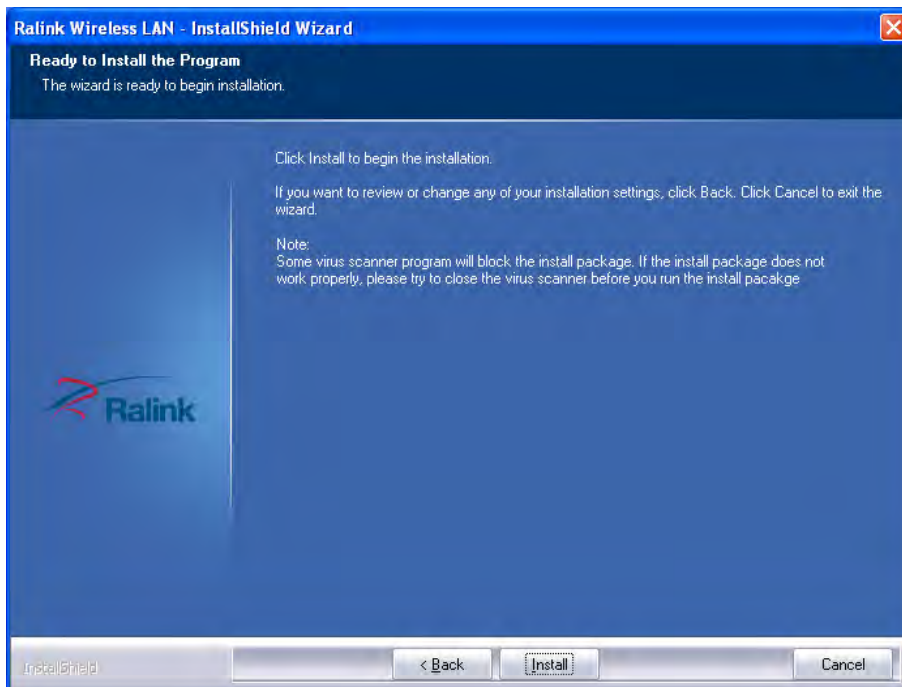 Ralink Wireless LAN - InstallShield Wizard
Ready to Install the Program
The wizard is ready to begin installation.
Click Install to begin the installation.
If you want to review or change any of your installation settings, click Back. Click Cancel to exit the
wizard.
Note:
Some virus scanner program will block the install package. If the install package does not
work properly, please try to close the virus scanner before you run the install pacakge
Ralink
InstallShield
< Back
Install
Cancel